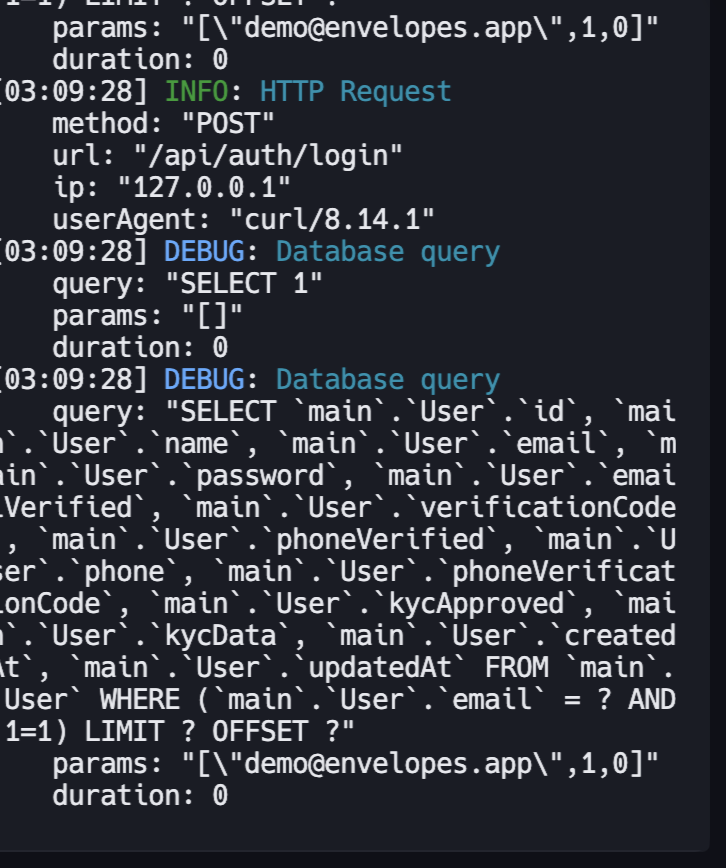 1=1) LIMIT ? OFFSET ?"
params: "[\"demo@envelopes.app\",1,0]"
duration: 0
[03:09:28] INFO: HTTP Request
method: "POST"
url: "/api/auth/login"
ip: "127.0.0.1"
userAgent: "curl/8.14.1"
[03:09:28] DEBUG: Database query
query: "SELECT 1"
params: "[]"
duration: 0
[03:09:28] DEBUG: Database query
query: "SELECT `main`.`User`.`id`, `mai
n`.`User`.`name`, `main`.`User`.`email`, `m
ain`.`User`.`password`, `main`.`User`.`emai
lVerified`, `main`.`User`.`verificationCode
`, `main`.`User`.`phoneVerified`, `main`.`U
ser`.`phone`, `main`.`User`.`phoneVerificat
ionCode`, `main`.`User`.`kycApproved`, `mai
n`.`User`.`kycData`, `main`.`User`.`created
At`, `main`.`User`.`updatedAt` FROM `main`.
`User` WHERE (`main`.`User`.`email` = ? AND
1=1) LIMIT ? OFFSET ?"
params: "[\"demo@envelopes.app\",1,0]"
duration: 0